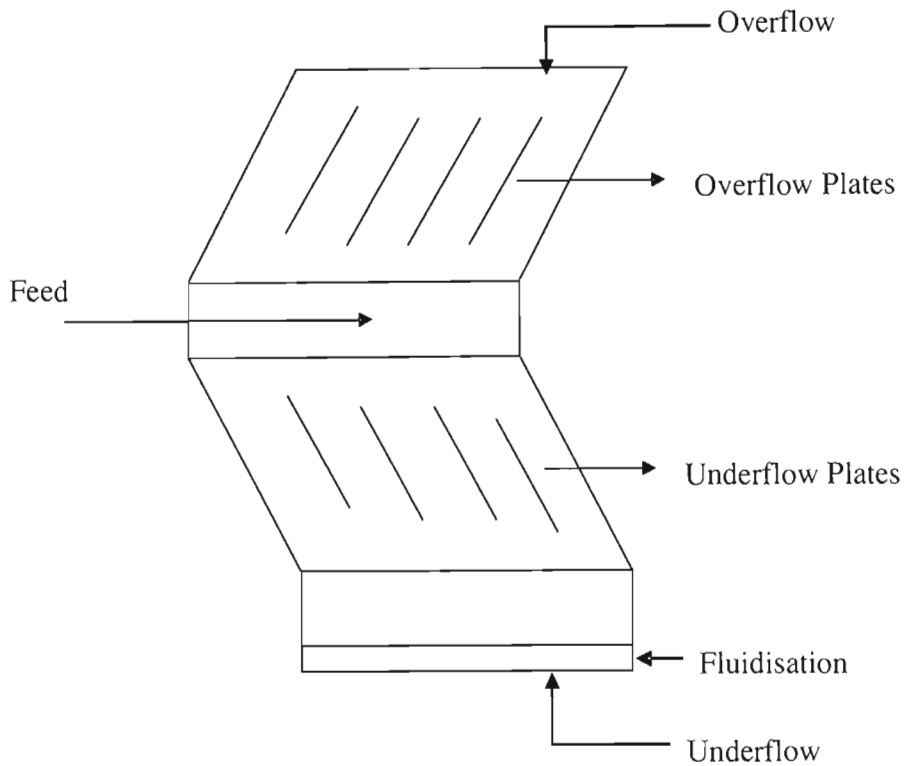 Overflow
Overflow Plates
Feed
Underflow Plates
Fluidisation
Underflow